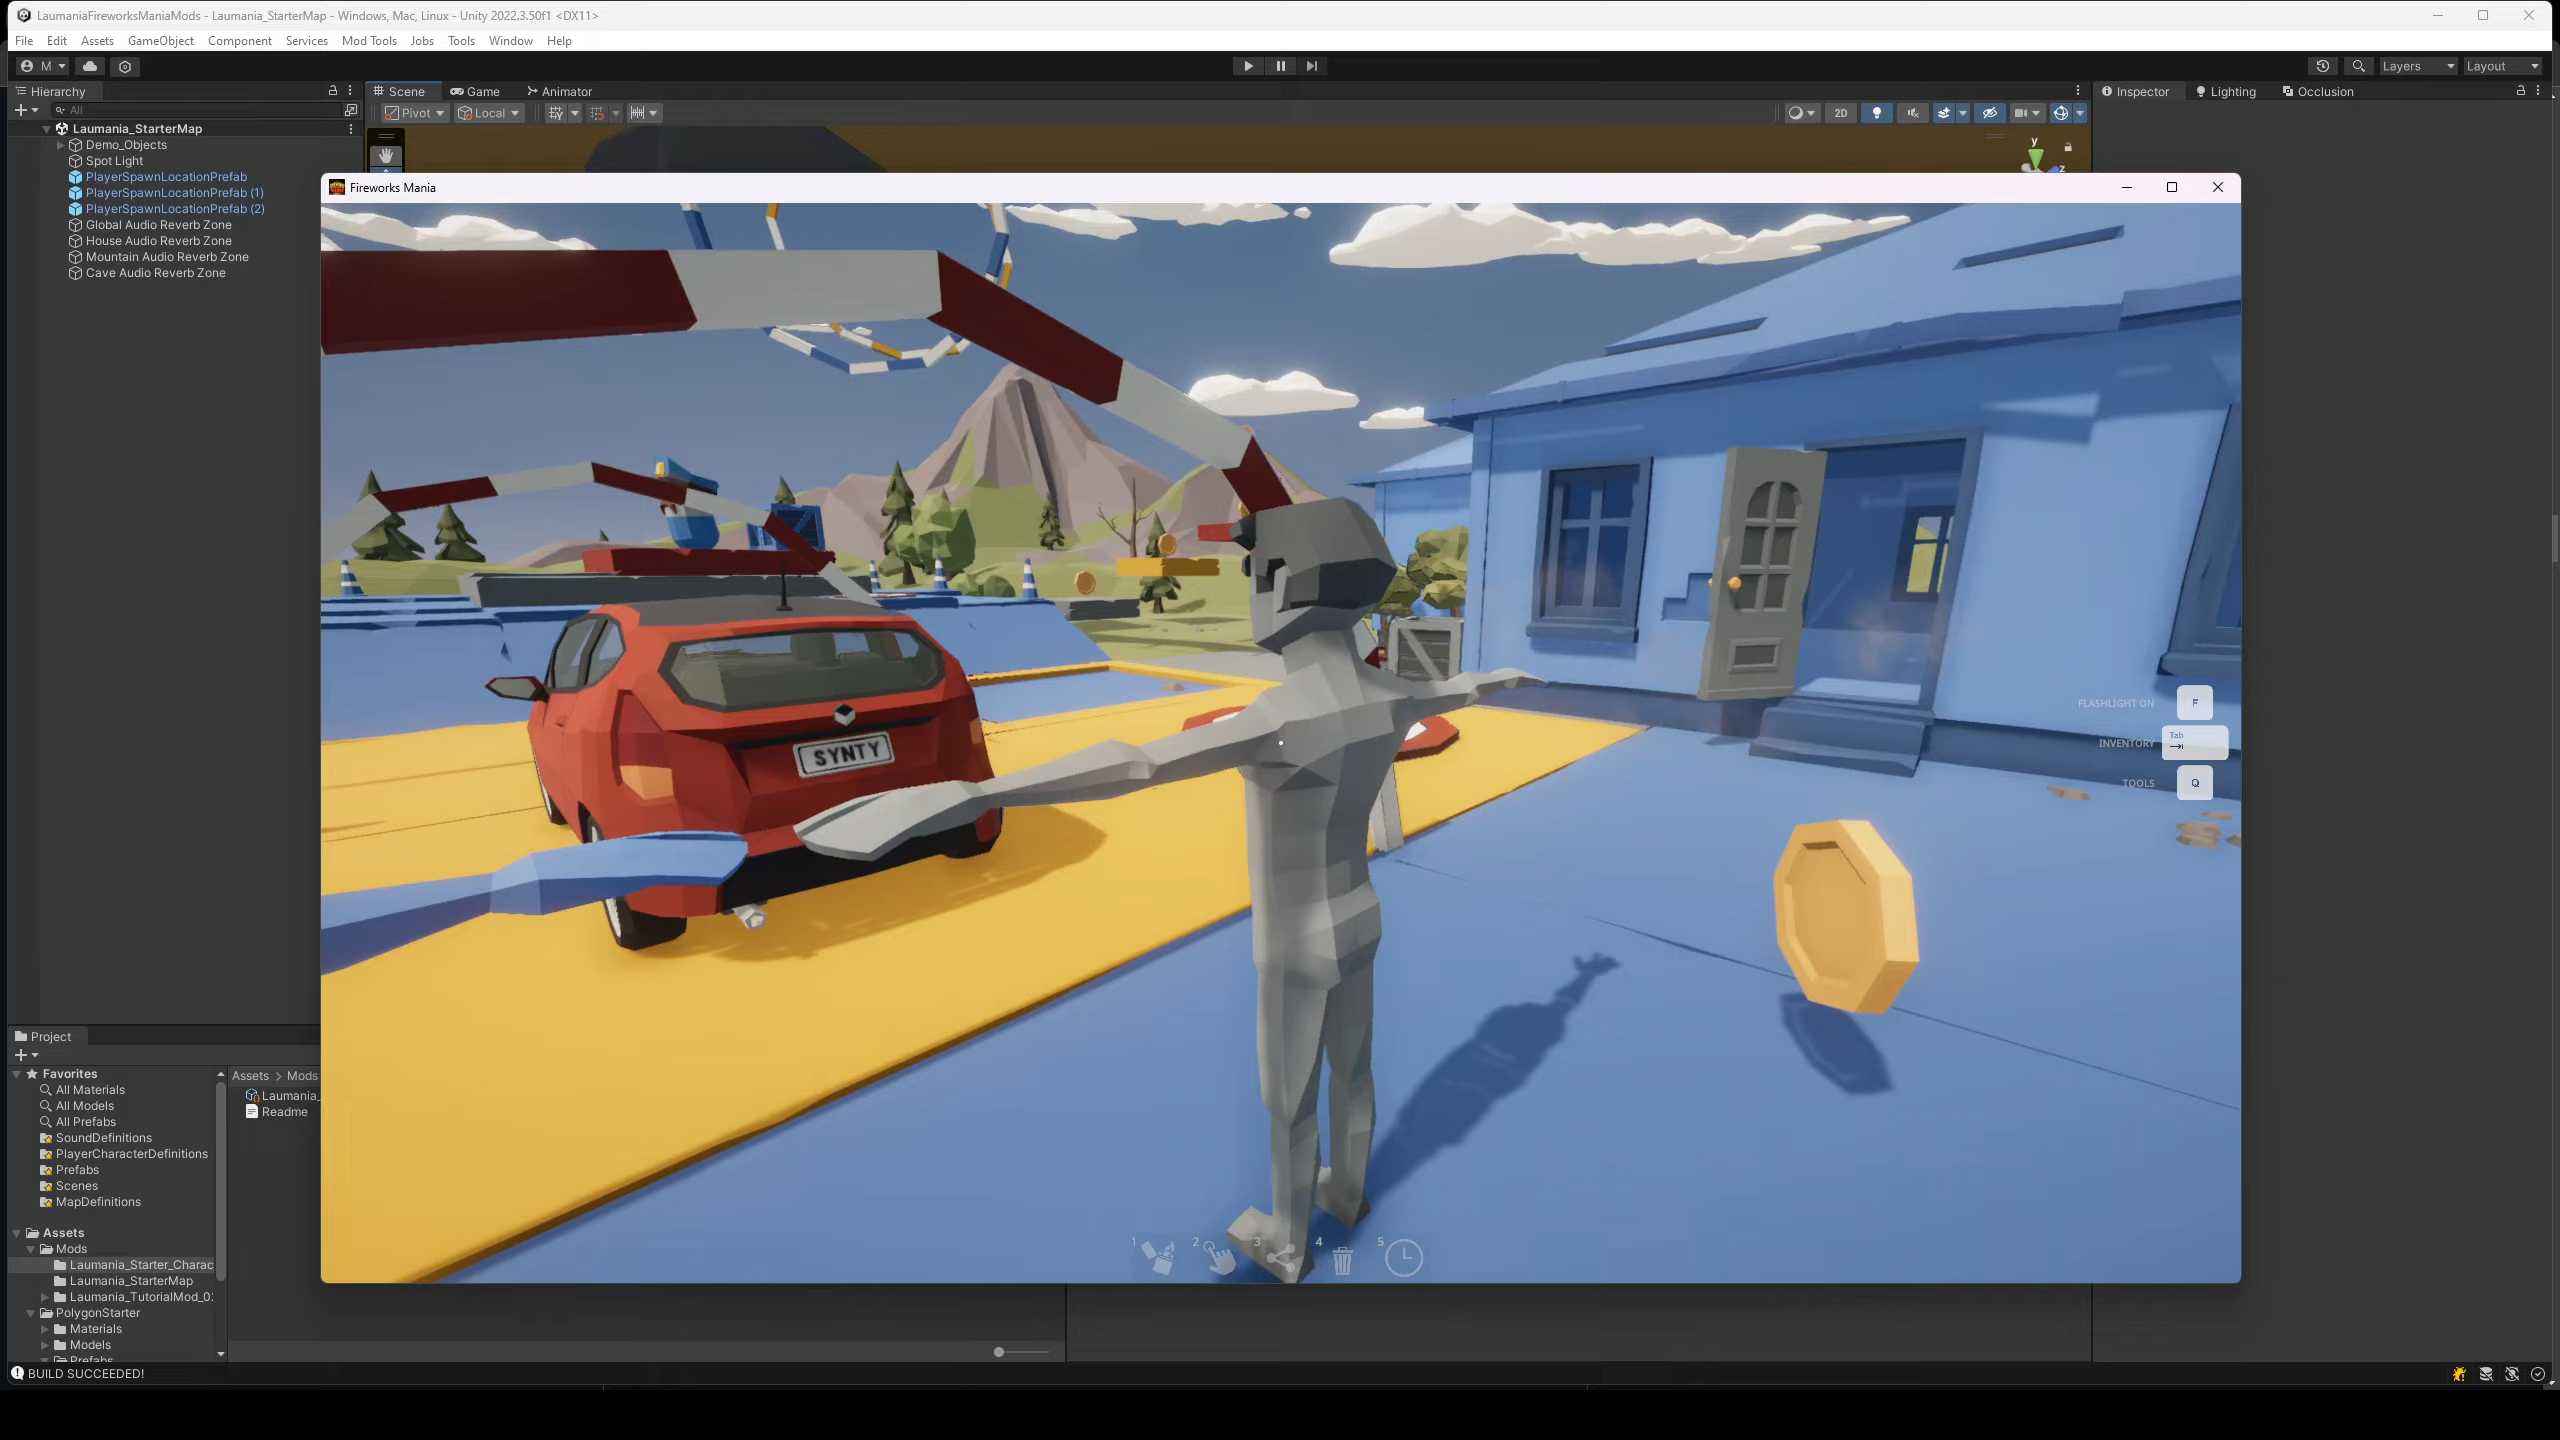 LaumaniaFireworksManiaMods - Laumania_StarterMap - Windows, Mac, Linux - Unity 2022.3.50f1 <DX11>
File Edit Assets GameObject Component Services Mod Tools Jobs Tools Window Help
M
Layers Layout
Hierarchy
Scene Game Animator
Inspector Lighting Occlusion
All
Pivot Local
2D
Laumania_StarterMap
Demo_Objects
Spot Light
PlayerSpawnLocationPrefab
PlayerSpawnLocationPrefab (1)
PlayerSpawnLocationPrefab (2)
Global Audio Reverb Zone
House Audio Reverb Zone
Mountain Audio Reverb Zone
Cave Audio Reverb Zone
y
z
Fireworks Mania
SYNTY
FLASHLIGHT ON F
INVENTORY Tab
TOOLS Q
1 2 3 4 5
Project
Favorites
All Materials
All Models
All Prefabs
SoundDefinitions
PlayerCharacterDefinitions
Prefabs
Scenes
MapDefinitions
Assets
Mods
Laumania_Starter_Charac
Laumania_StarterMap
Laumania_TutorialMod_0
PolygonStarter
Materials
Models
Prefabs
Assets > Mods
Laumania_
Readme
BUILD SUCCEEDED!